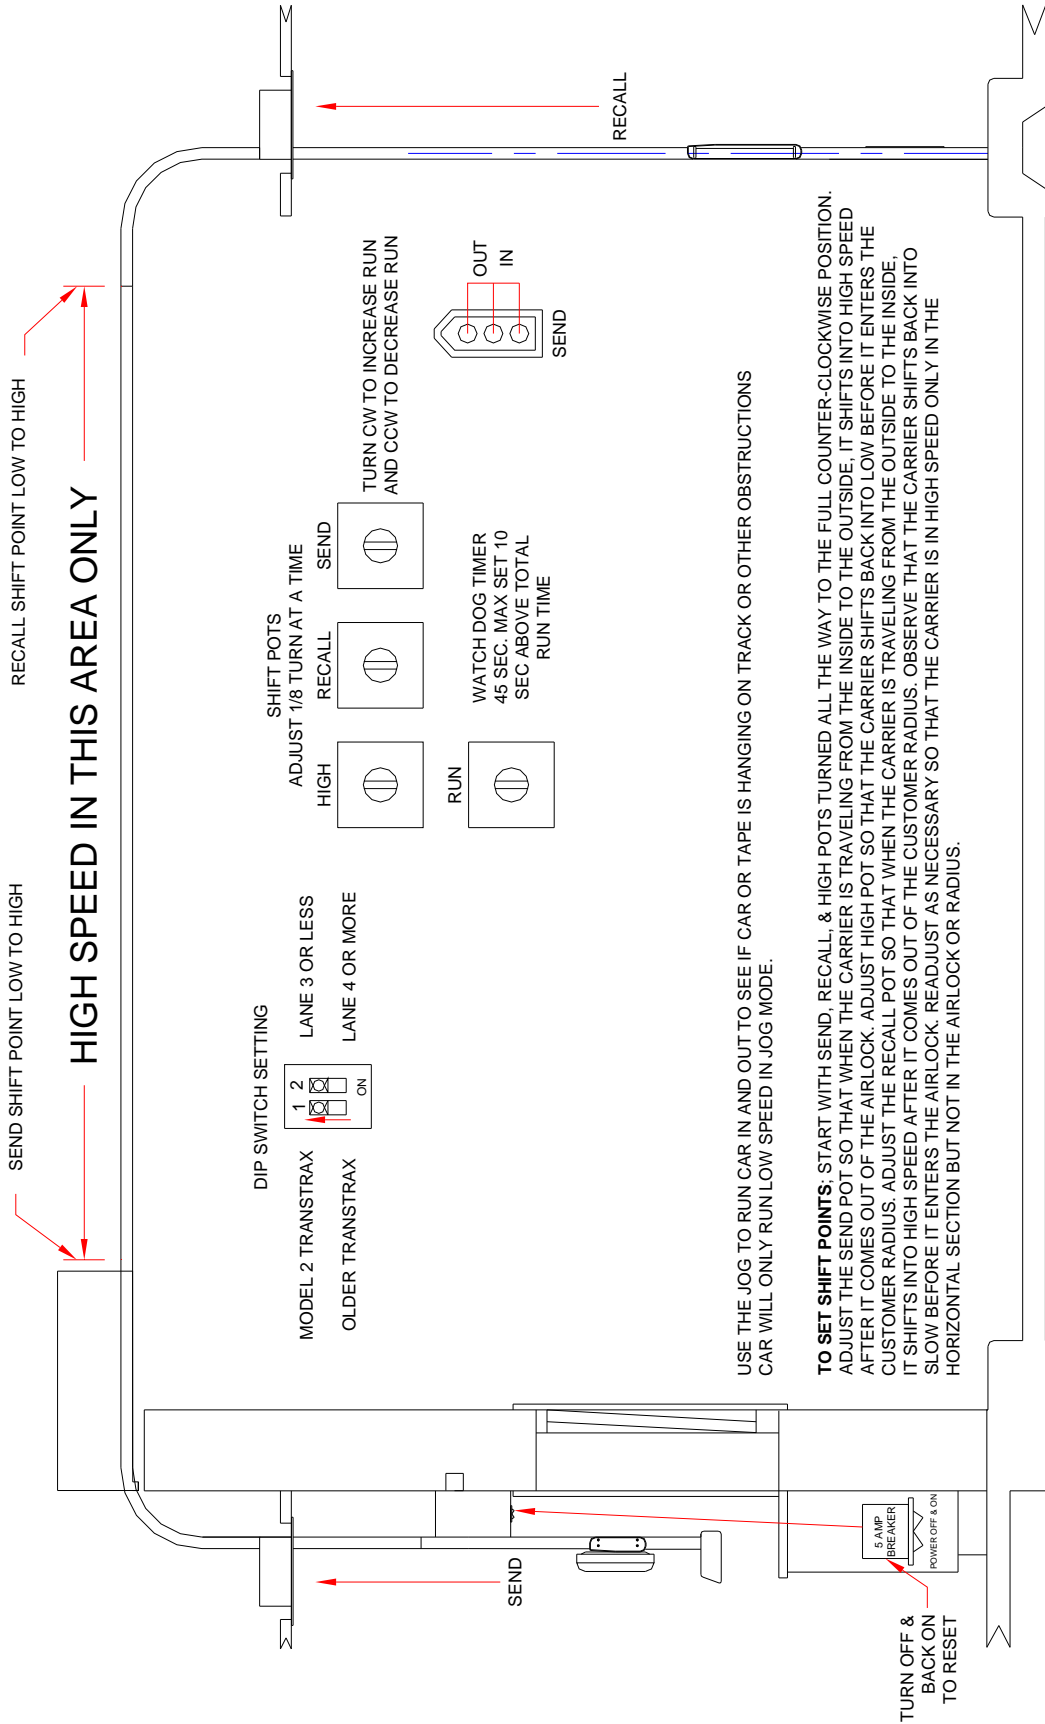 SEND SHIFT POINT LOW TO HIGH
RECALL SHIFT POINT LOW TO HIGH
HIGH SPEED IN THIS AREA ONLY
DIP SWITCH SETTING
MODEL 2 TRANSTRAX
1 2
LANE 3 OR LESS
OLDER TRANSTRAX
ON
LANE 4 OR MORE
SHIFT POTS
ADJUST 1/8 TURN AT A TIME
HIGH
RECALL
SEND
TURN CW TO INCREASE RUN
AND CCW TO DECREASE RUN
RUN
WATCH DOG TIMER
45 SEC. MAX SET 10
SEC ABOVE TOTAL
RUN TIME
OUT
IN
SEND
RECALL
SEND
USE THE JOG TO RUN CAR IN AND OUT TO SEE IF CAR OR TAPE IS HANGING ON TRACK OR OTHER OBSTRUCTIONS
CAR WILL ONLY RUN LOW SPEED IN JOG MODE.
TO SET SHIFT POINTS; START WITH SEND, RECALL, & HIGH POTS TURNED ALL THE WAY TO THE FULL COUNTER-CLOCKWISE POSITION.
ADJUST THE SEND POT SO THAT WHEN THE CARRIER IS TRAVELING FROM THE INSIDE TO THE OUTSIDE, IT SHIFTS INTO HIGH SPEED
AFTER IT COMES OUT OF THE AIRLOCK. ADJUST HIGH POT SO THAT THE CARRIER SHIFTS BACK INTO LOW BEFORE IT ENTERS THE
CUSTOMER RADIUS. ADJUST THE RECALL POT SO THAT WHEN THE CARRIER IS TRAVELING FROM THE OUTSIDE TO THE INSIDE,
IT SHIFTS INTO HIGH SPEED AFTER IT COMES OUT OF THE CUSTOMER RADIUS. OBSERVE THAT THE CARRIER SHIFTS BACK INTO
SLOW BEFORE IT ENTERS THE AIRLOCK. READJUST AS NECESSARY SO THAT THE CARRIER IS IN HIGH SPEED ONLY IN THE
HORIZONTAL SECTION BUT NOT IN THE AIRLOCK OR RADIUS.
5 AMP
BREAKER
POWER OFF & ON
TURN OFF &
BACK ON
TO RESET